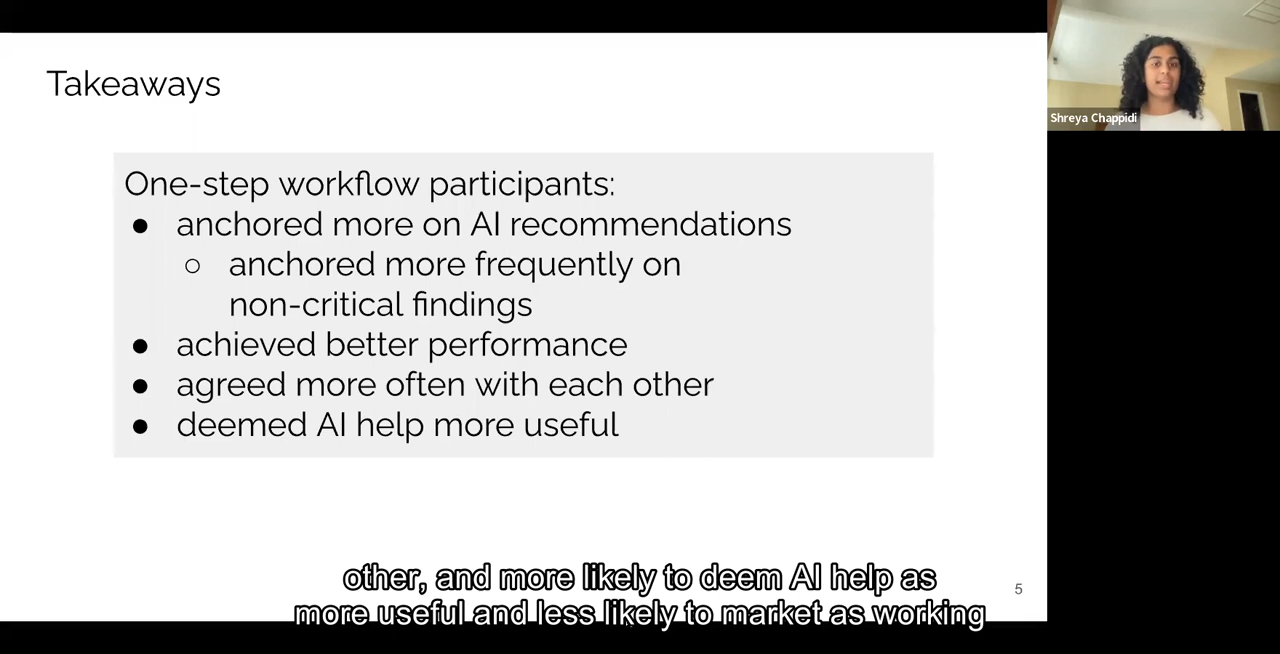 Takeaways
Shreya Chappidi
One-step workflow participants:
● anchored more on AI recommendations
○ anchored more frequently on
non-critical findings
● achieved better performance
● agreed more often with each other
● deemed AI help more useful
other, and more likely to deem AI help as
more useful and less likely to market as working
5